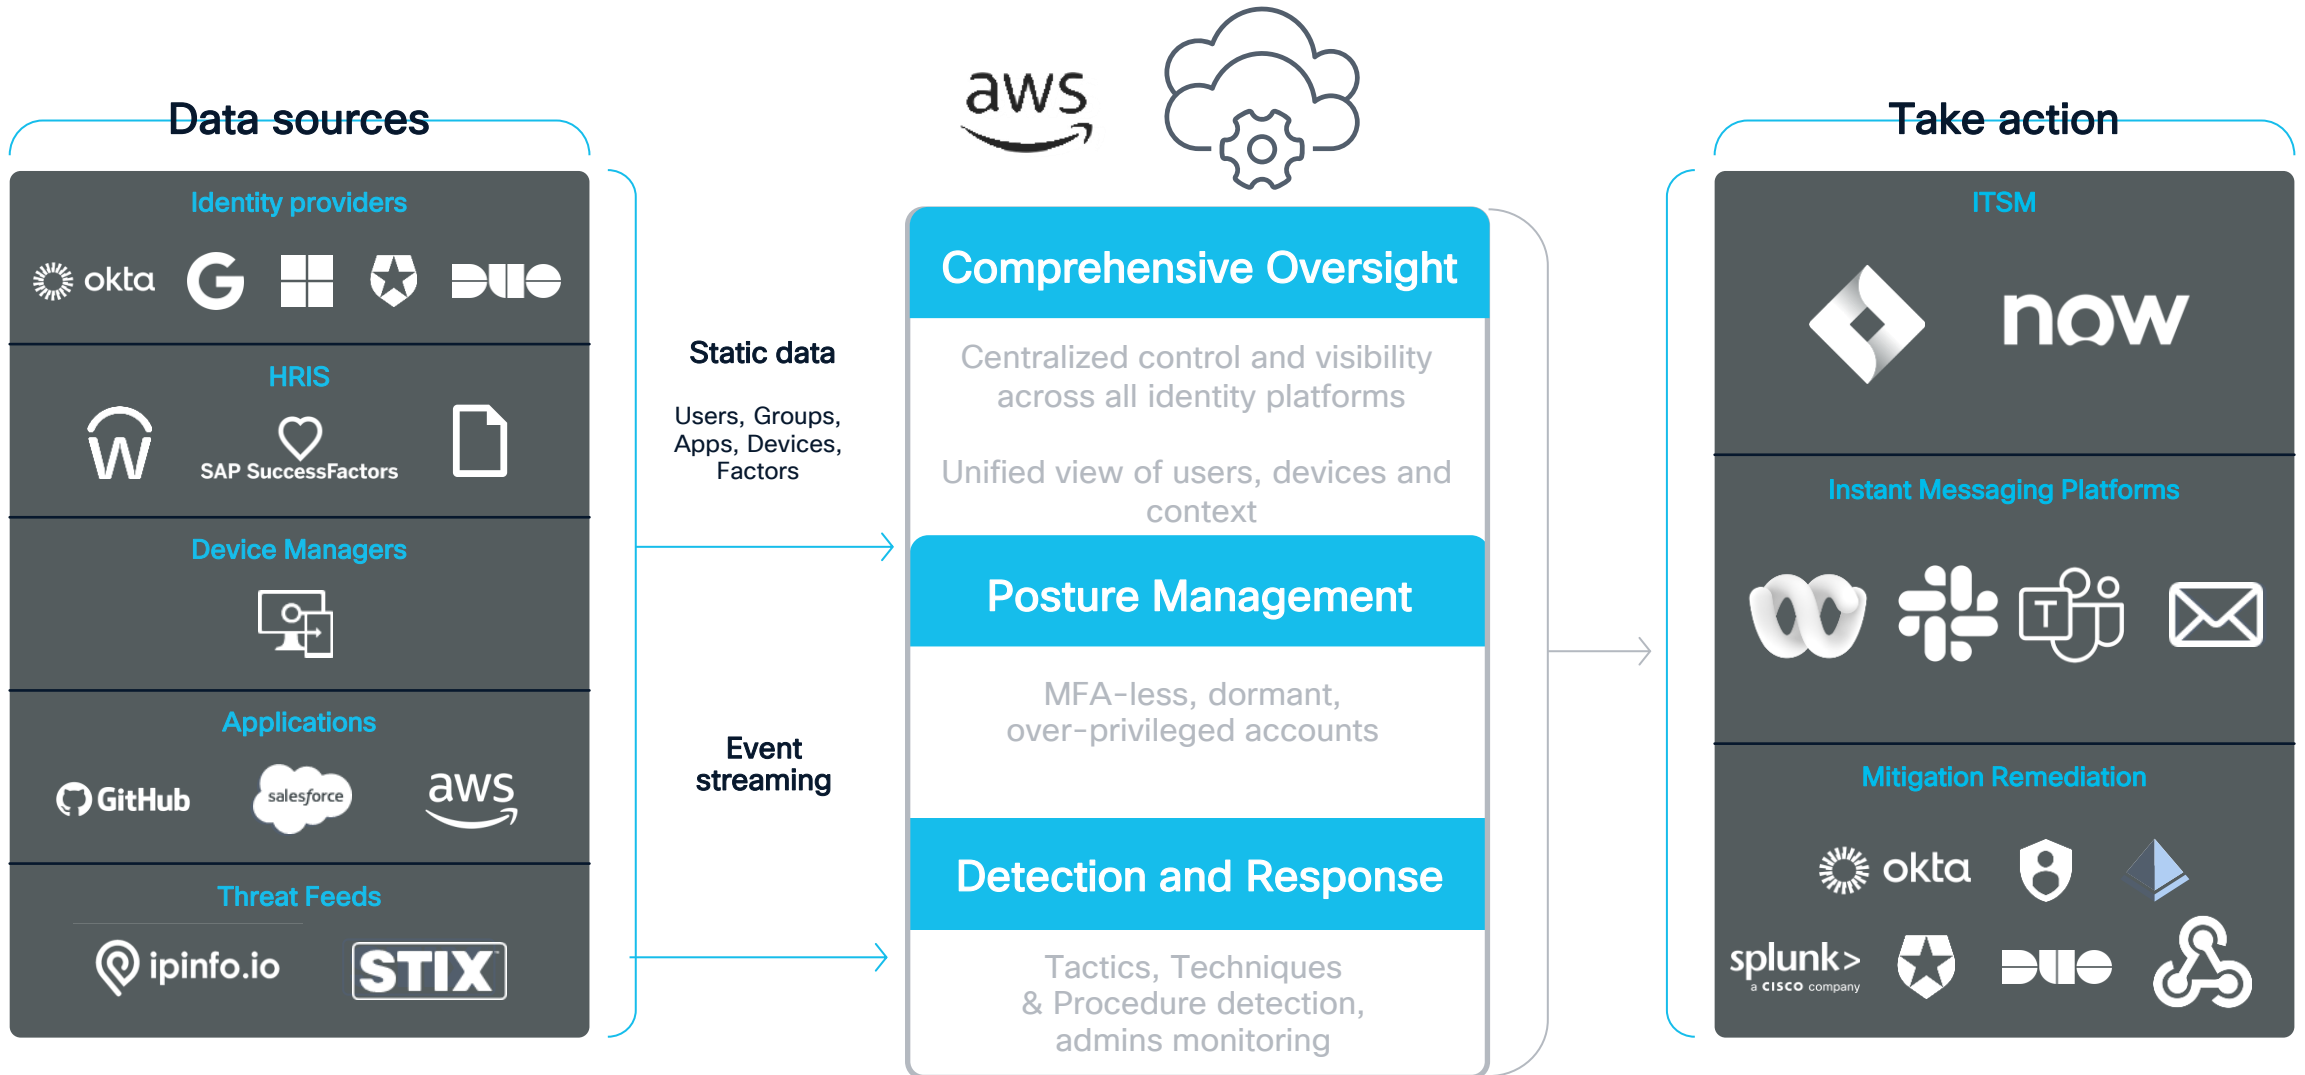 Data sources
Identity providers
okta
G
DUO
HRIS
W
SAP SuccessFactors
Device Managers
Applications
GitHub
salesforce
aws
Threat Feeds
ipinfo.io
STIX
Static data
Users, Groups,
Apps, Devices,
Factors
Event
streaming
aws
Comprehensive Oversight
Centralized control and visibility
across all identity platforms
Unified view of users, devices and
context
Posture Management
MFA-less, dormant,
over-privileged accounts
Detection and Response
Tactics, Techniques
& Procedure detection,
admins monitoring
Take action
ITSM
now
Instant Messaging Platforms
T
Mitigation Remediation
okta
splunk>
a CISCO company
DUO